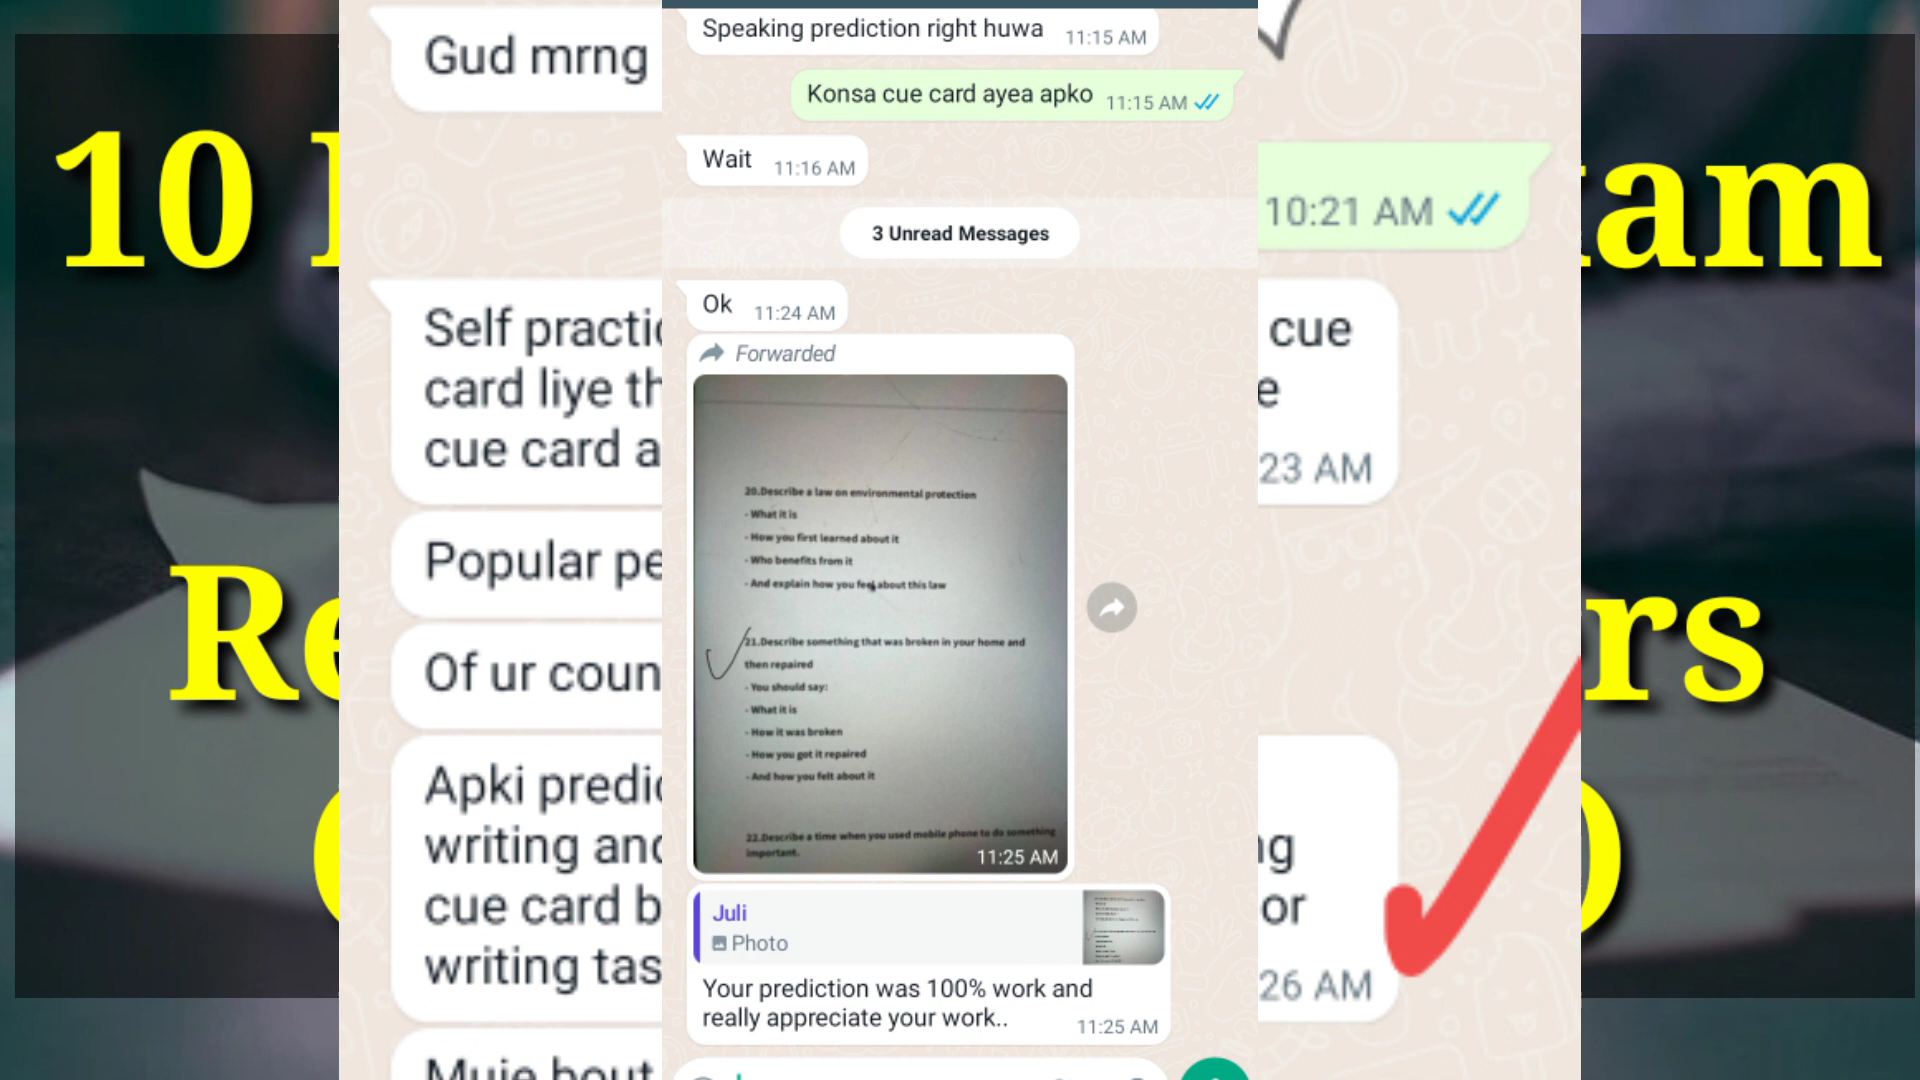 10
am
Re
rs
Gud mrng
Self practic
card liye th
cue card a
Popular pe
Of ur coun
Apki predic
writing and
cue card b
writing tas
Muje bout
Speaking prediction right huwa 11:15 AM
Konsa cue card ayea apko 11:15 AM
Wait 11:16 AM
3 Unread Messages
Ok 11:24 AM
Forwarded
20.Describe a law on environmental protection
- What it is
- How you first learned about it
- Who benefits from it
- And explain how you feel about this law
21.Describe something that was broken in your home and
then repaired
- You should say:
- What it is
- How it was broken
- How you got it repaired
- And how you felt about it
22.Describe a time when you used mobile phone to do something
important.
11:25 AM
Juli
Photo
Your prediction was 100% work and
really appreciate your work.. 11:25 AM
10:21 AM
cue
e
23 AM
ng
or
26 AM